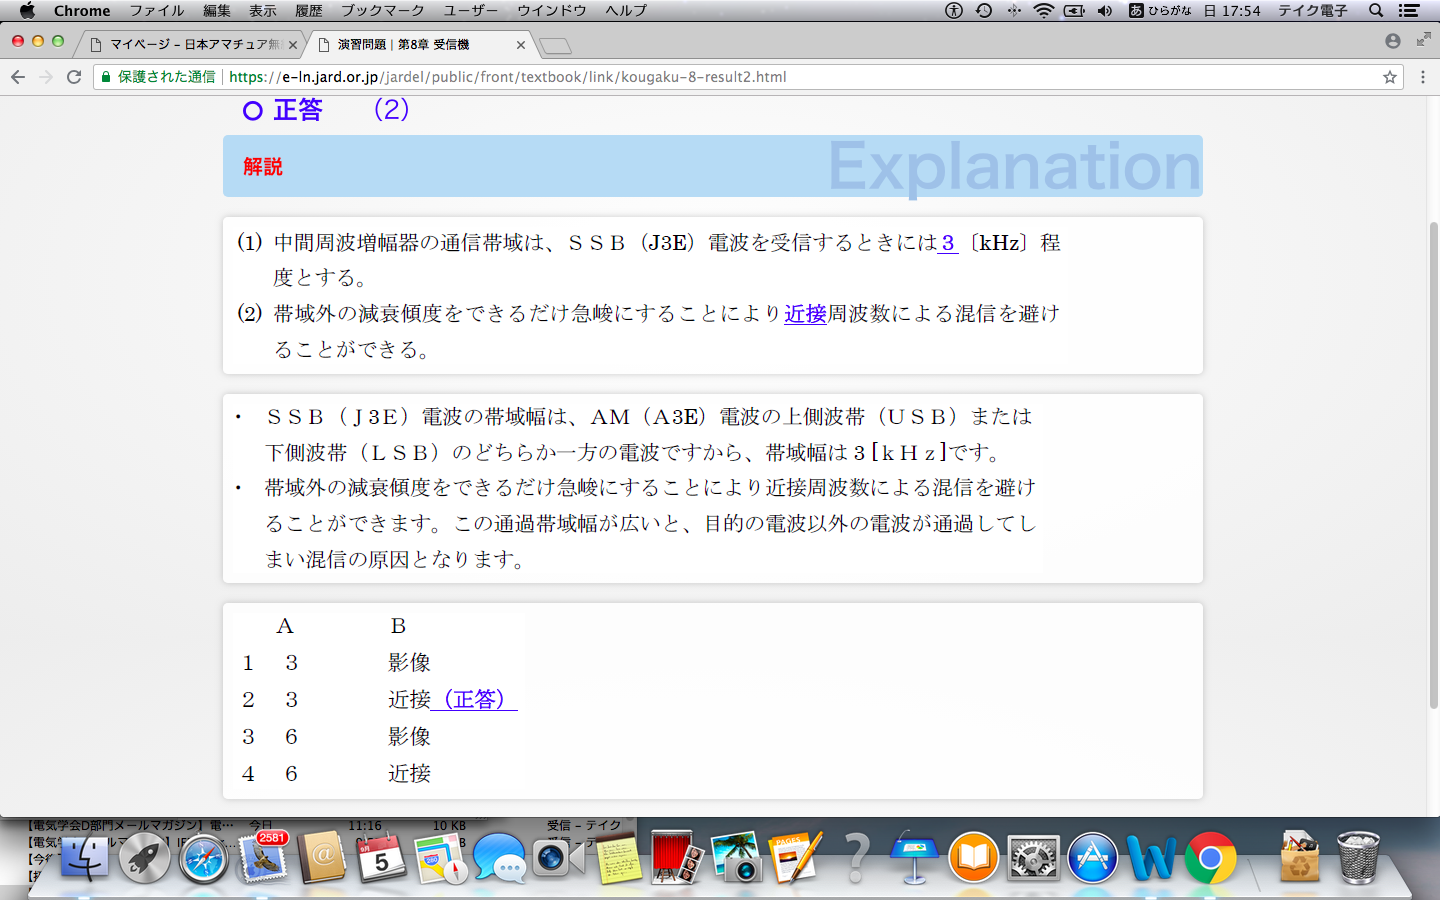 Chrome ファイル 編集 表示 履歴 ブックマーク ユーザー ウインドウ ヘルプ あ ひらがな 日 17:54 テイク電子
マイページ – 日本アマチュア無 演習問題 | 第8章 受信機
保護された通信 https://e-ln.jard.or.jp/jardel/public/front/textbook/link/kougaku-8-result2.html
○ 正答 (2)
解説 Explanation
(1) 中間周波増幅器の通信帯域は、ＳＳＢ（J3E）電波を受信するときには３〔kHz〕程
度とする。
(2) 帯域外の減衰傾度をできるだけ急峻にすることにより近接周波数による混信を避け
ることができる。
・ ＳＳＢ（Ｊ3Ｅ）電波の帯域幅は、ＡＭ（Ａ3E）電波の上側波帯（ＵＳＢ）または
下側波帯（ＬＳＢ）のどちらか一方の電波ですから、帯域幅は３[ｋＨｚ]です。
・ 帯域外の減衰傾度をできるだけ急峻にすることにより近接周波数による混信を避け
ることができます。この通過帯域幅が広いと、目的の電波以外の電波が通過してし
まい混信の原因となります。
Ａ Ｂ
１ ３ 影像
２ ３ 近接（正答）
３ ６ 影像
４ ６ 近接
【電気学会D部門メールマガジン】電… 今日 11:16 10 KB 受信 – テイク
2581
9月
5
PAGES